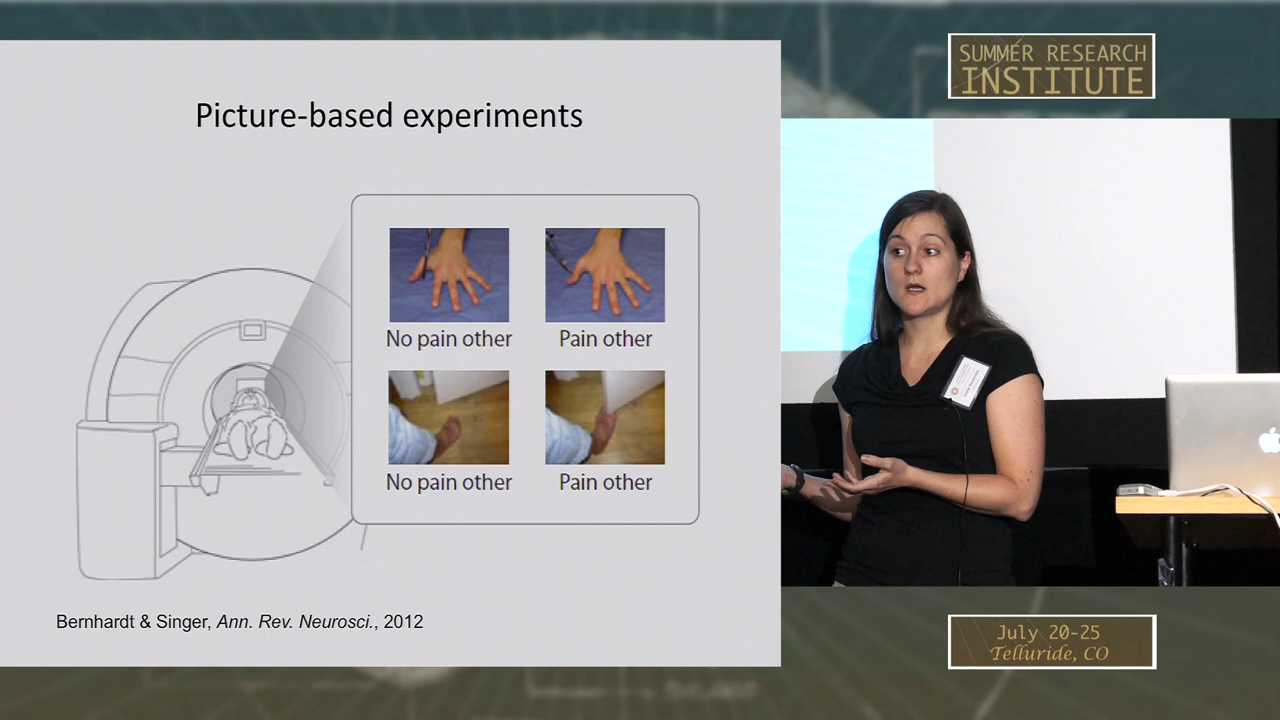 Picture-based experiments
No pain other
Pain other
No pain other
Pain other
Bernhardt & Singer, Ann. Rev. Neurosci., 2012
SUMMER RESEARCH
INSTITUTE
July 20-25
Telluride, CO